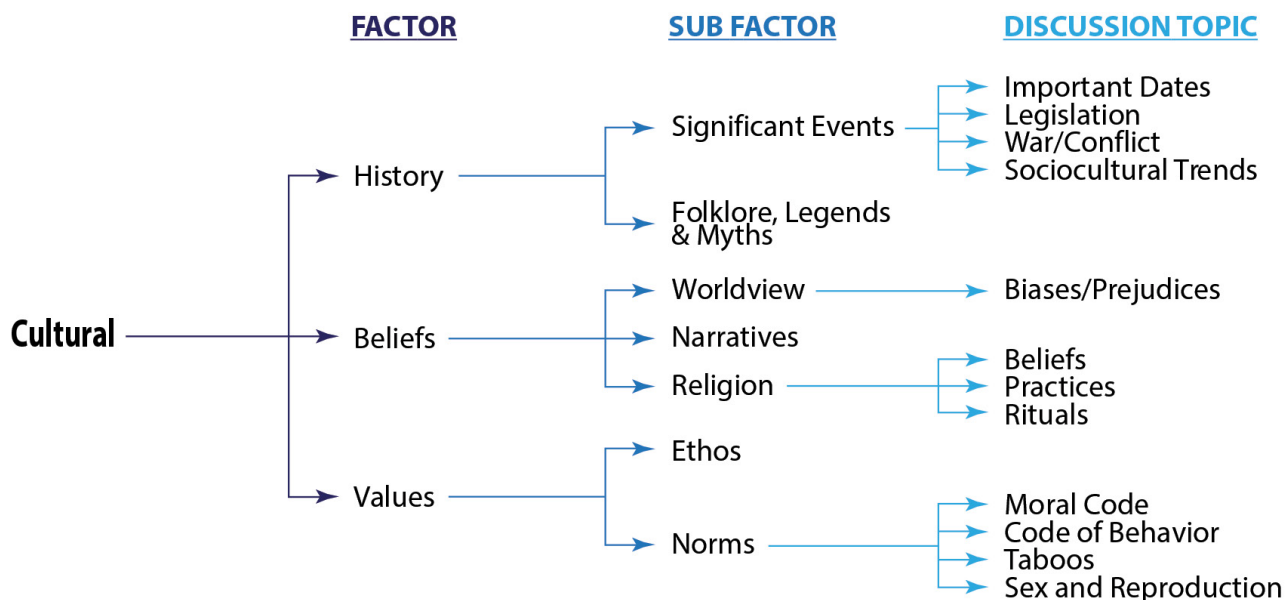 FACTOR SUB FACTOR DISCUSSION TOPIC
Important Dates
Legislation
War/Conflict
Sociocultural Trends
Significant Events
History
Folklore, Legends
& Myths
Worldview
Biases/Prejudices
Cultural
Beliefs
Narratives
Religion
Beliefs
Practices
Rituals
Ethos
Values
Norms
Moral Code
Code of Behavior
Taboos
Sex and Reproduction